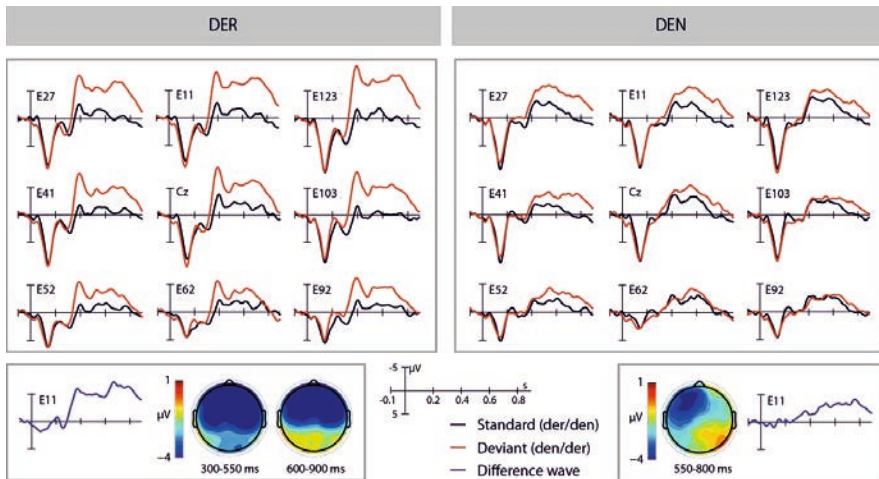 DER
DEN
E27
E11
E123
E41
Cz
E103
E52
E62
E92
E27
E11
E123
E41
Cz
E103
E52
E62
E92
E11
1
μV
-4
300-550 ms
600-900 ms
-5
μV
5
-0.1
0.2
0.4
0.6
0.8
s
Standard (der/den)
Deviant (den/der)
Difference wave
1
μV
-4
550-800 ms
E11